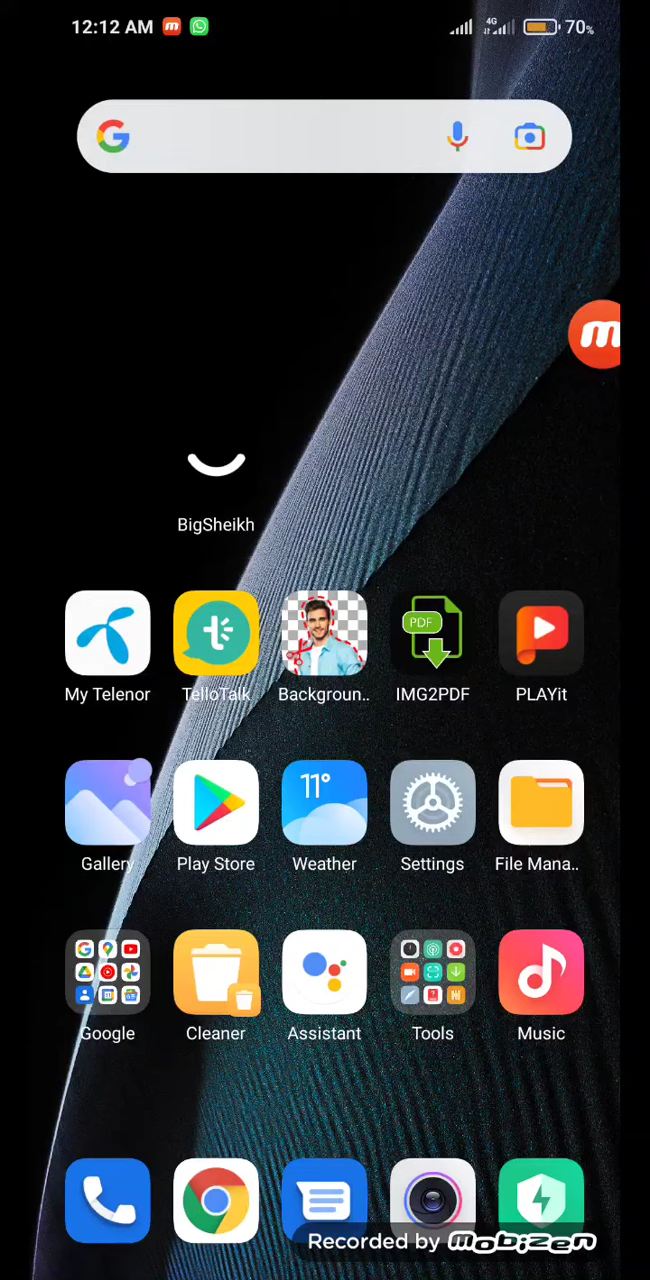 12:12 AM 4G 70%
BigSheikh
My Telenor TelloTalk Backgroun.. IMG2PDF PLAYit
PDF
11°
Gallery Play Store Weather Settings File Mana..
Google Cleaner Assistant Tools Music
Recorded by mobizen